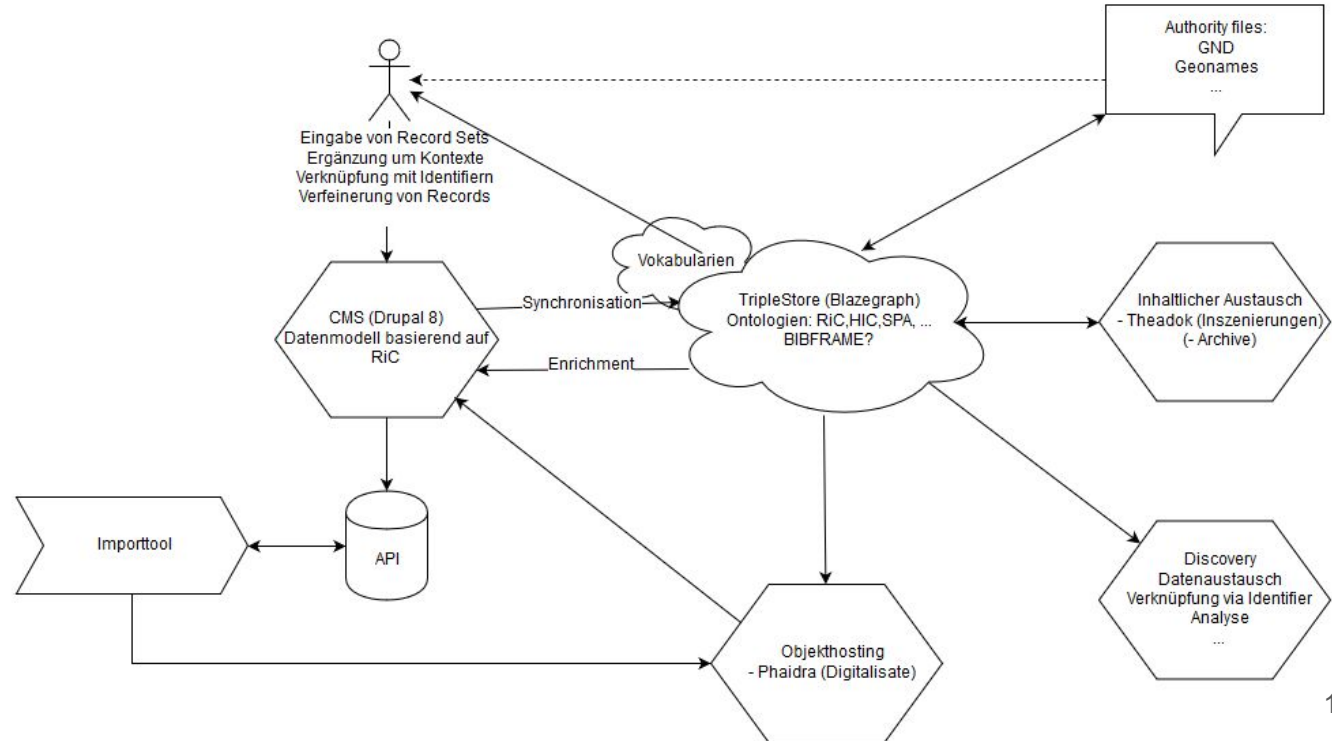 Authority files:
GND
Geonames
...
Eingabe von Record Sets
Ergänzung um Kontexte
Verknüpfung mit Identifiern
Verfeinerung von Records
Vokabularien
Synchronisation
Enrichment
CMS (Drupal 8)
Datenmodell basierend auf
RiC
TripleStore (Blazegraph)
Ontologien: RiC,HIC,SPA, ...
BIBFRAME?
Inhaltlicher Austausch
- Theadok (Inszenierungen)
(- Archive)
Importtool
API
Objekthosting
- Phaidra (Digitalisate)
Discovery
Datenaustausch
Verknüpfung via Identifier
Analyse
...
1